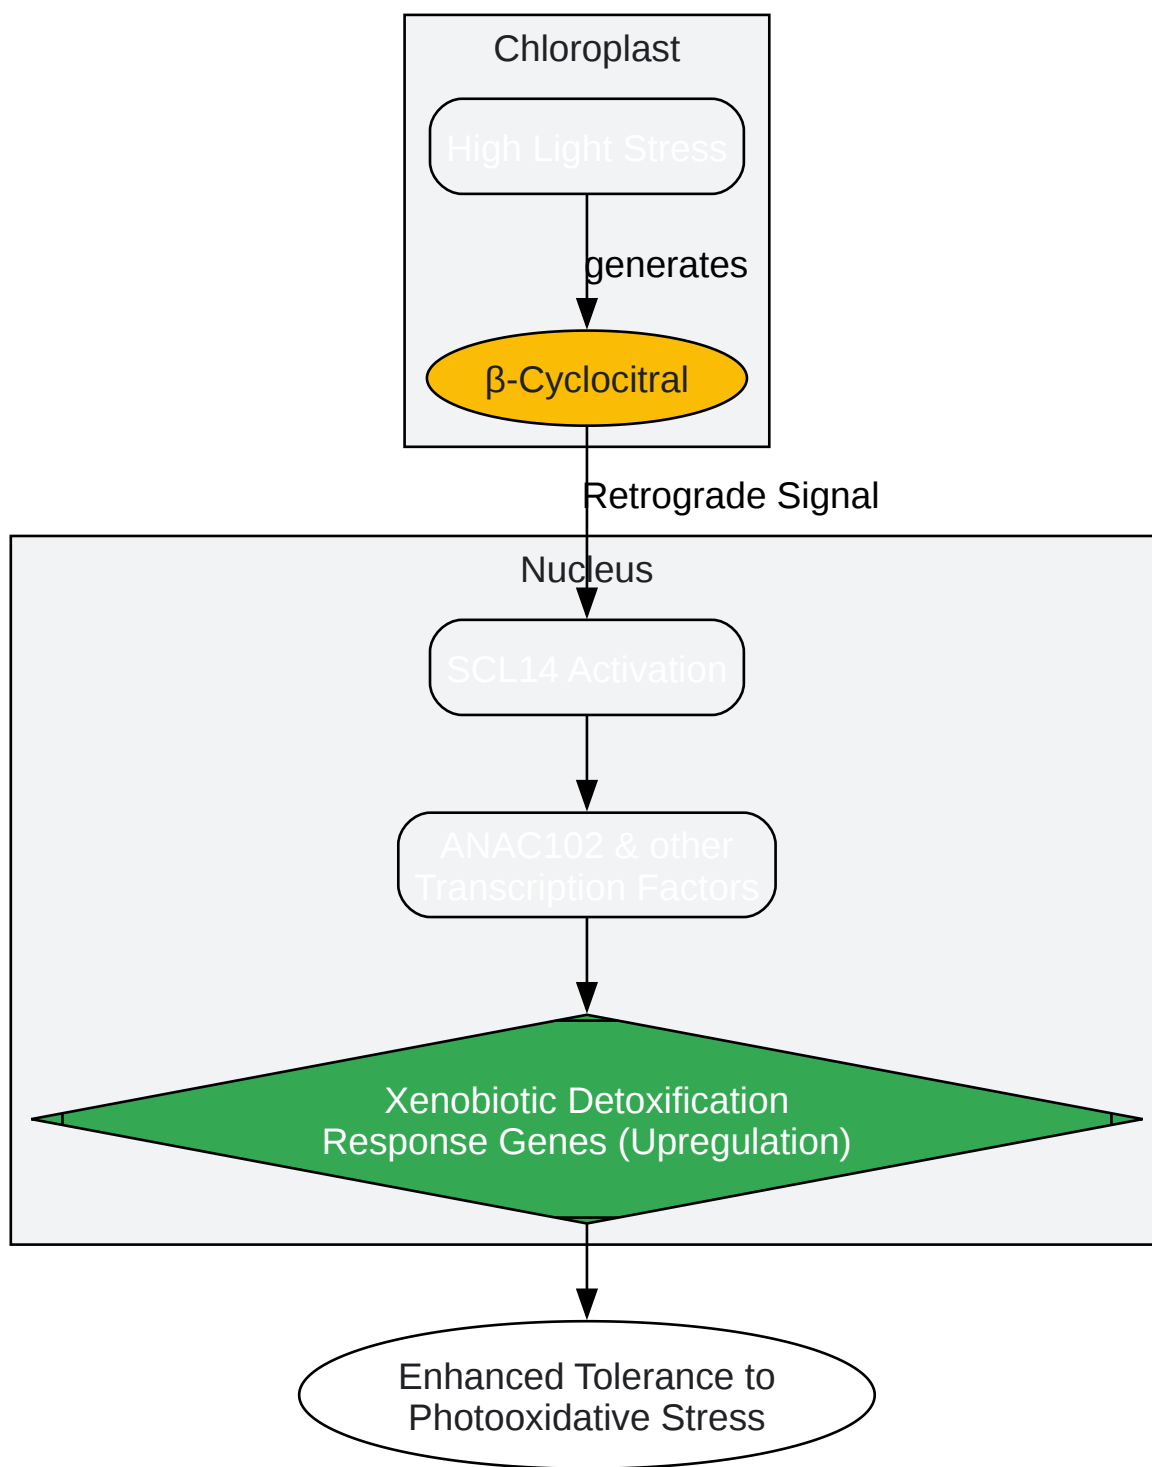 Chloroplast
High Light Stress
generates
β-Cyclocitral
Retrograde Signal
Nucleus
SCL14 Activation
ANAC102 & other
Transcription Factors
Xenobiotic Detoxification
Response Genes (Upregulation)
Enhanced Tolerance to
Photooxidative Stress